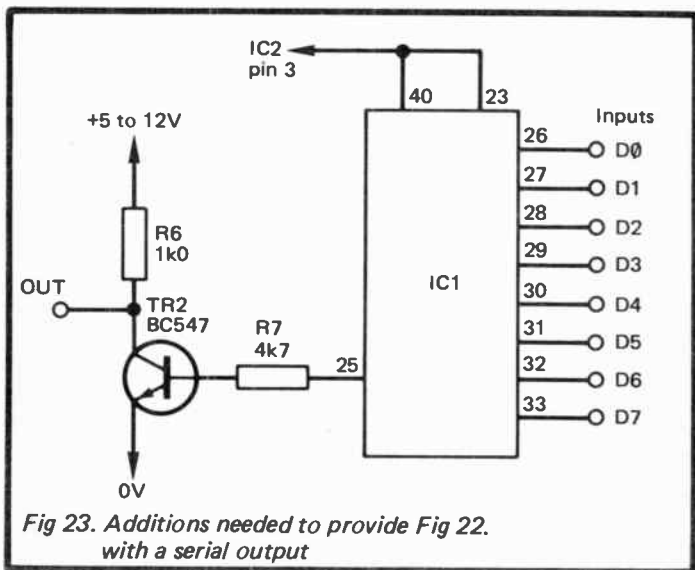 IC2
pin 3
40
23
Inputs
+5 to 12V
26
DØ
27
D1
28
D2
R6
1k0
29
D3
IC1
30
D4
OUT
TR2
BC547
R7
4k7
31
D5
25
32
D6
33
D7
0V
Fig 23. Additions needed to provide Fig 22.
with a serial output